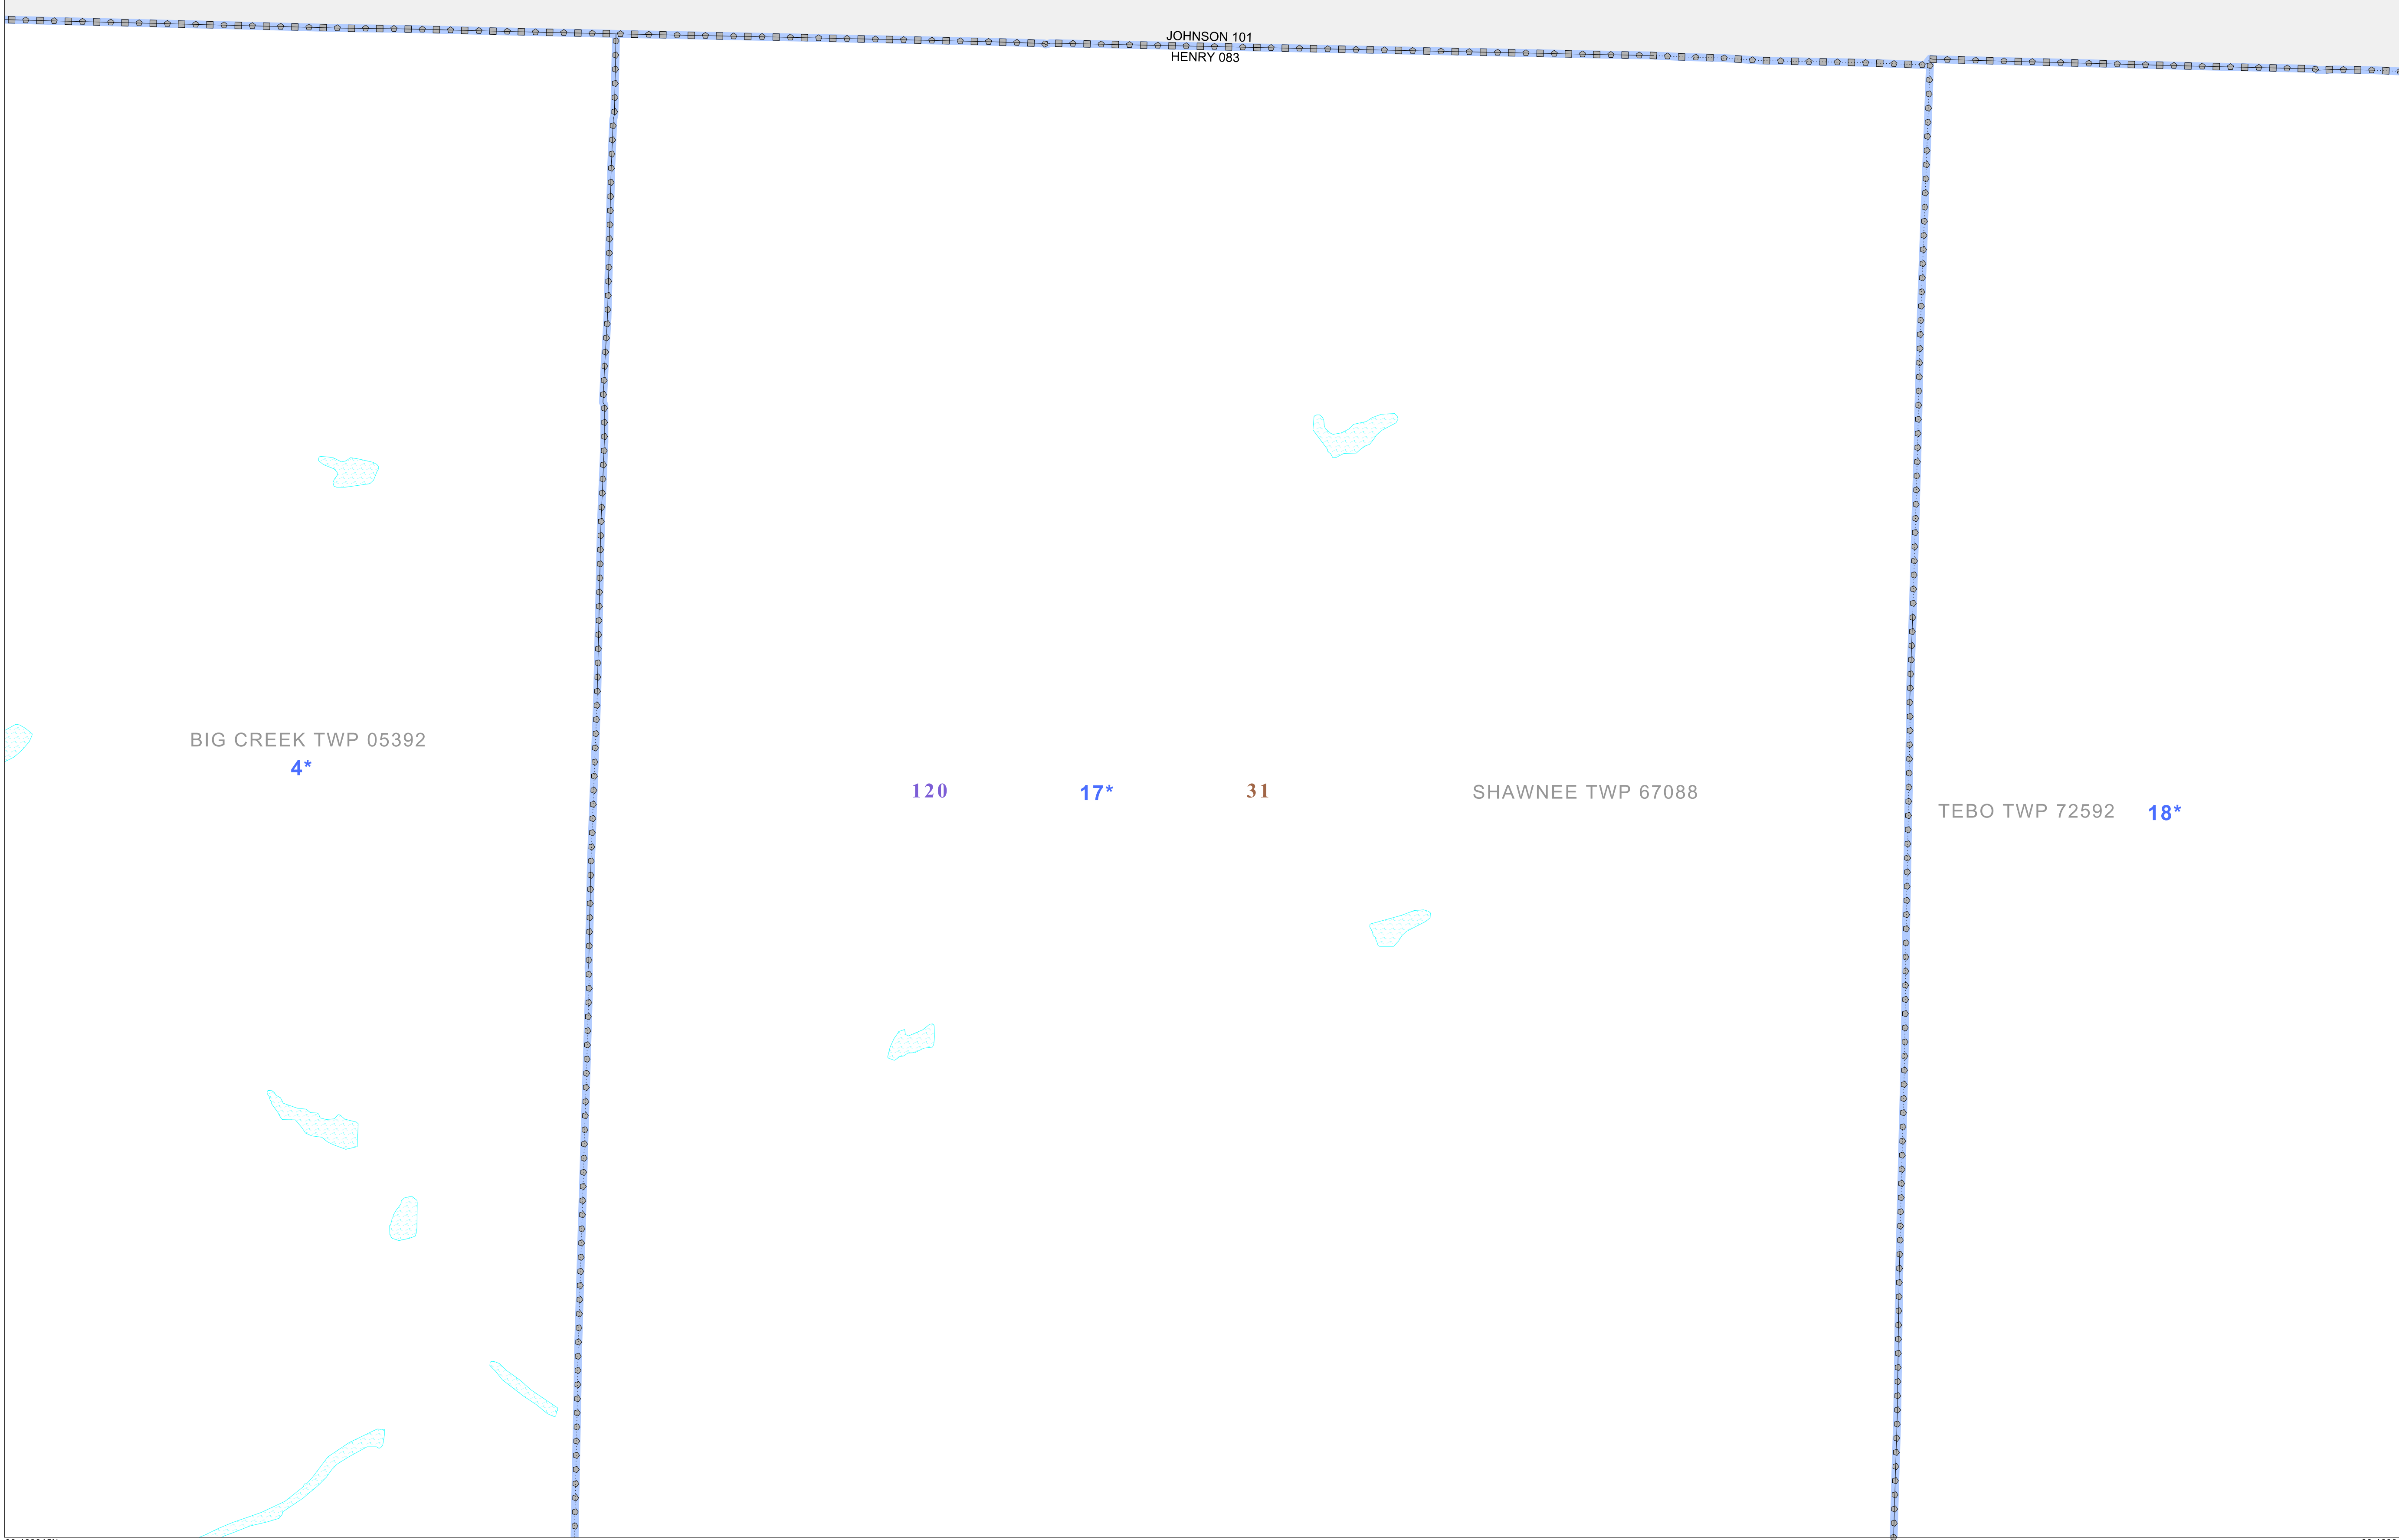 JOHNSON 101
HENRY 083
BIG CREEK TWP 05392
4*
120 17* 31 SHAWNEE TWP 67088
TEBO TWP 72592 18*